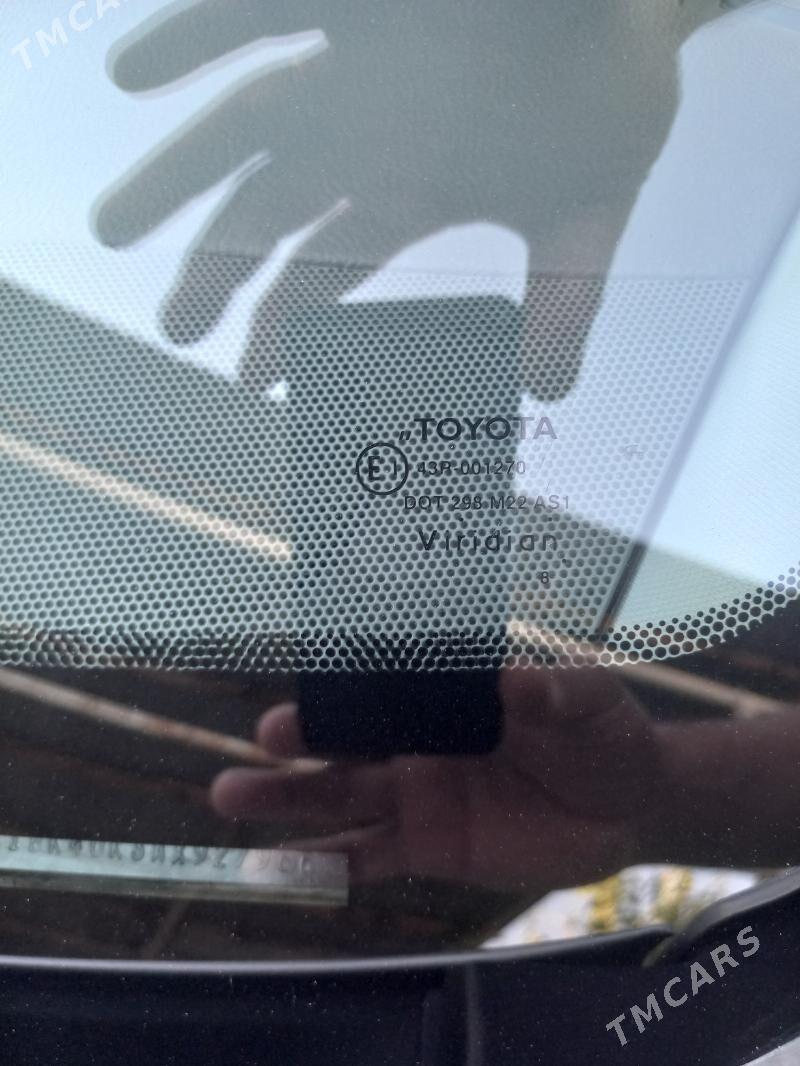 TMCARS
„TOYOTA
E1 43R-001270
DOT 298 M22 AS1
Viridian
8
TMCARS